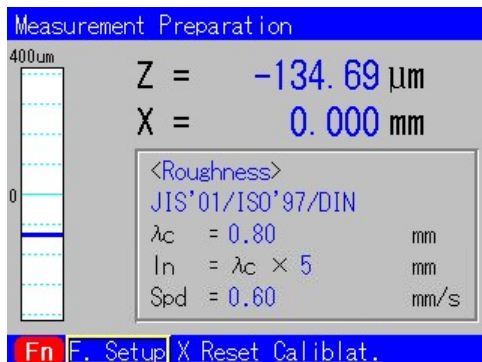 Measurement Preparation
400um
Z = -134.69 μm
X = 0.000 mm
0
<Roughness>
JIS'01/ISO'97/DIN
λc = 0.80 mm
ln = λc × 5 mm
Spd = 0.60 mm/s
Fn F. Setup X Reset Caliblat.